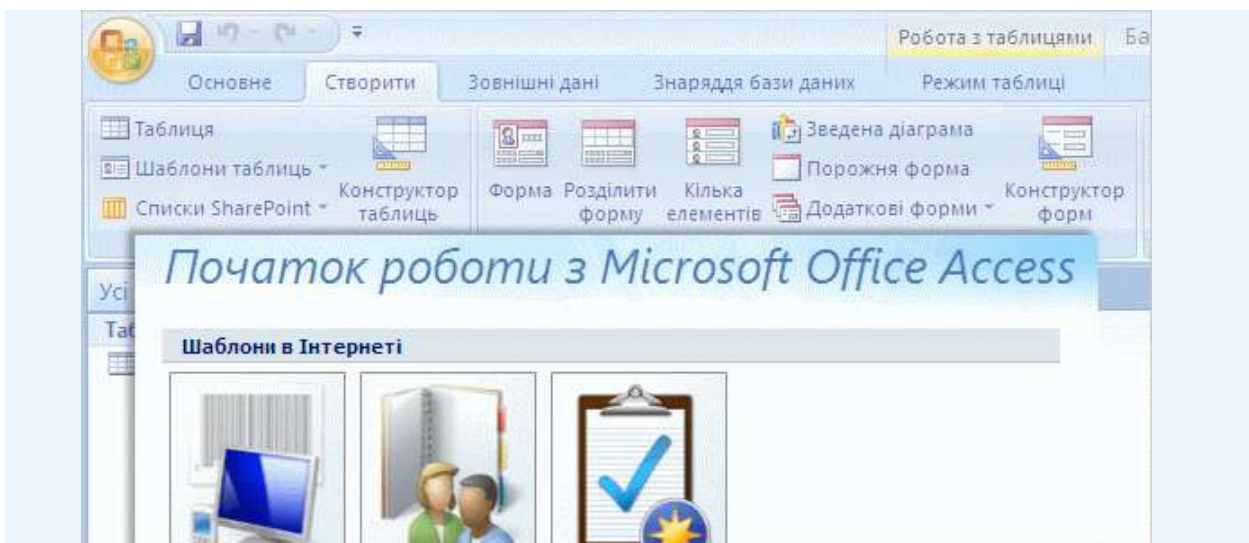 Робота з таблицями
Основне Створити Зовнішні дані Знаряддя бази даних Режим таблиці
Таблиця
Шаблони таблиць
Списки SharePoint
Конструктор
таблиць
Форма
Розділити
форму
Кілька
елементів
Зведена діаграма
Порожня форма
Додаткові форми
Конструктор
форм
Початок роботи з Microsoft Office Access
Усі
Шаблони в Інтернеті